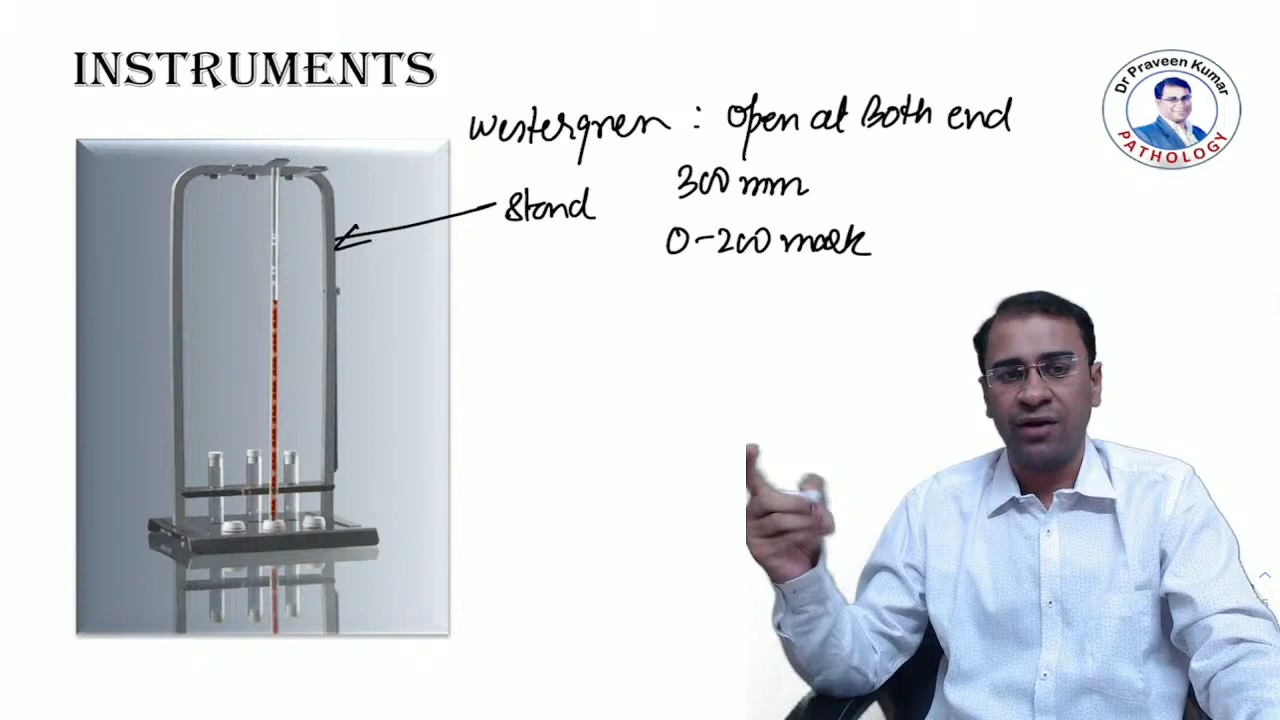 INSTRUMENTS
Dr Praveen Kumar
PATHOLOGY
Westergren : Open at Both end
Stand
300 mm
0-200 mark